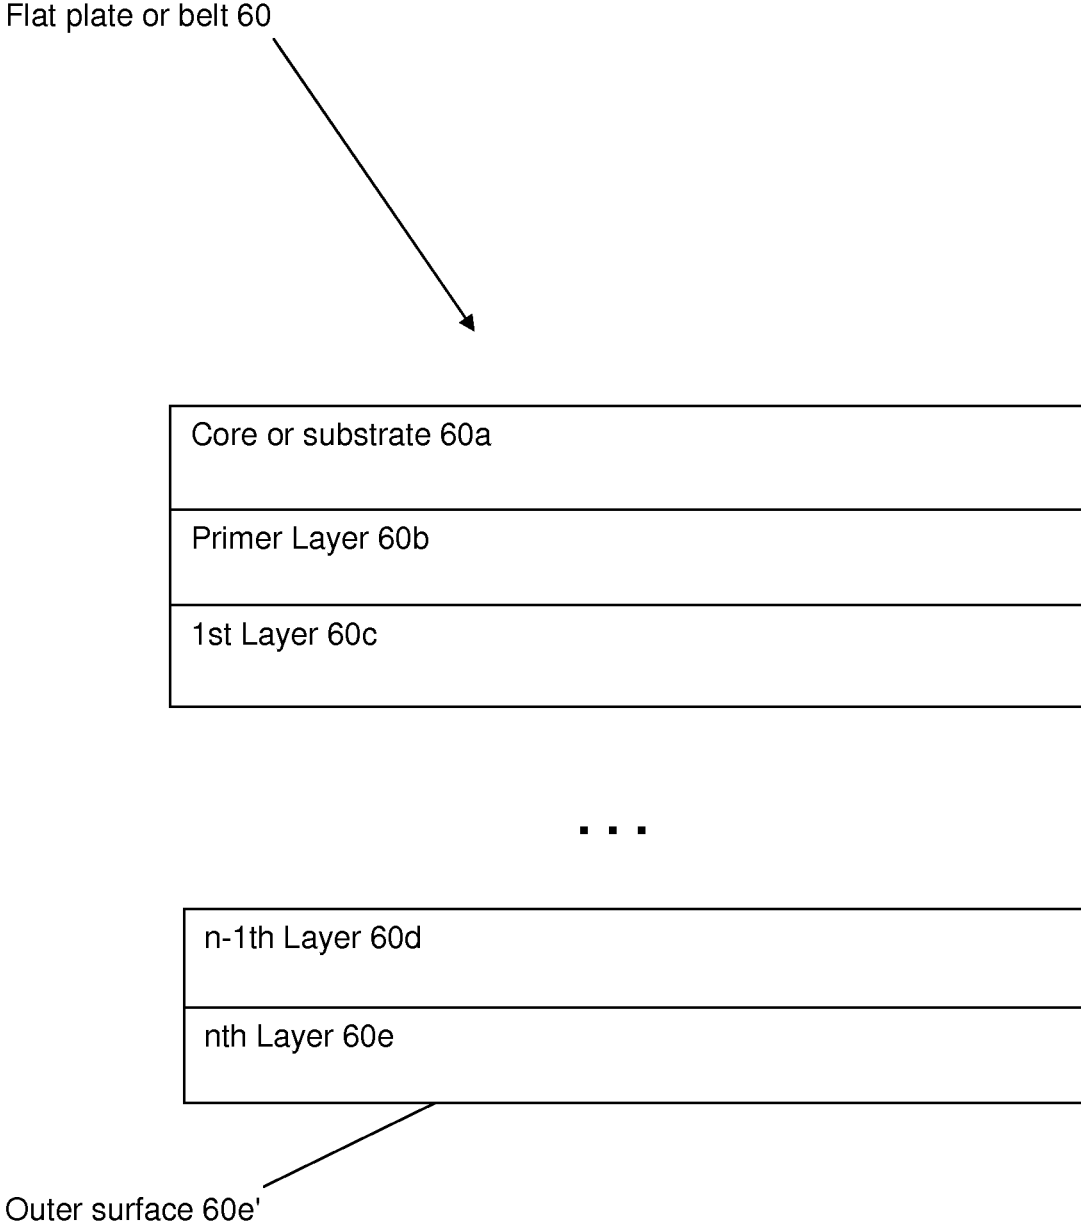 Flat plate or belt 60
Core or substrate 60a
Primer Layer 60b
1st Layer 60c
. . .
n-1th Layer 60d
nth Layer 60e
Outer surface 60e'